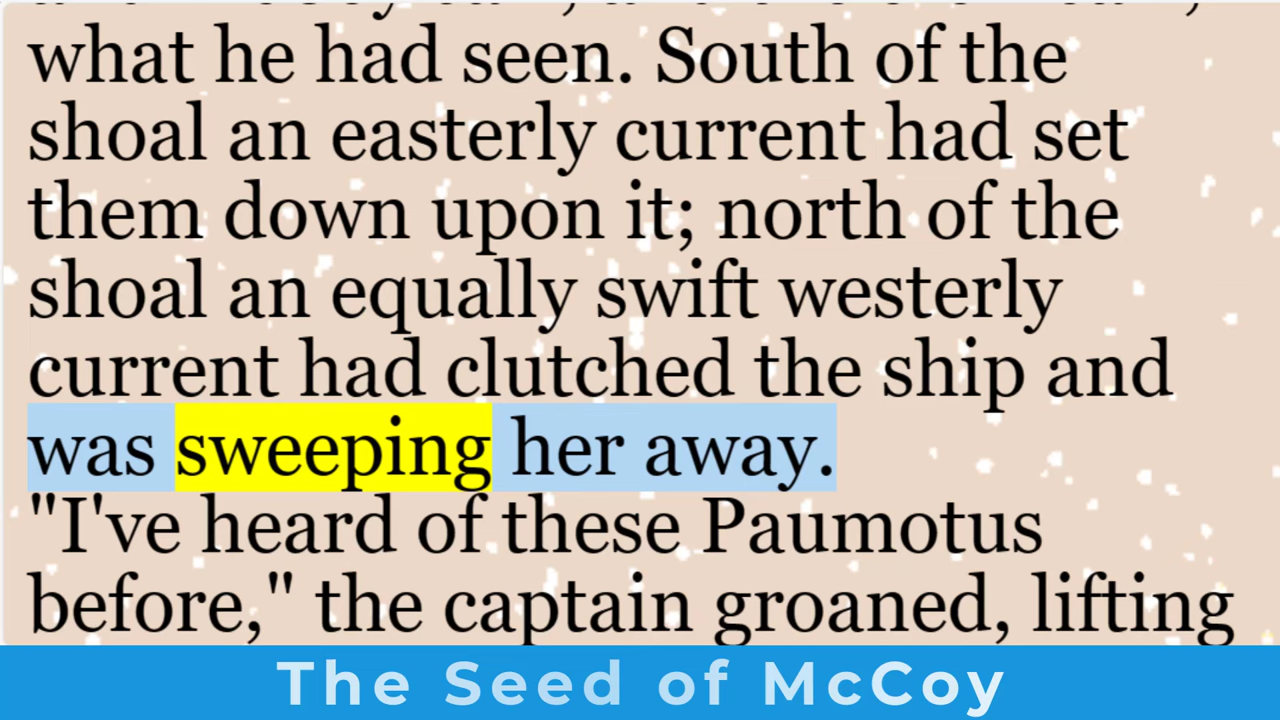 what he had seen. South of the
shoal an easterly current had set
them down upon it; north of the
shoal an equally swift westerly
current had clutched the ship and
was sweeping her away.
"I've heard of these Paumotus
before," the captain groaned, lifting
The Seed of McCoy